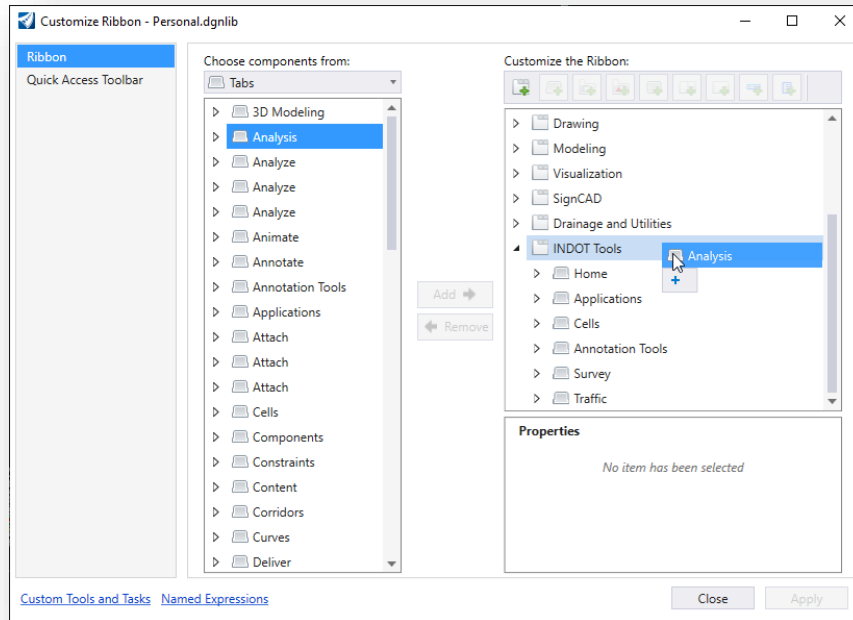 Customize Ribbon - Personal.dgnlib
Ribbon
Quick Access Toolbar
Choose components from:
Tabs
3D Modeling
Analysis
Analyze
Analyze
Analyze
Animate
Annotate
Annotation Tools
Applications
Attach
Attach
Attach
Cells
Components
Constraints
Content
Corridors
Curves
Deliver
Add
Remove
Customize the Ribbon:
Drawing
Modeling
Visualization
SignCAD
Drainage and Utilities
INDOT Tools
Analysis
Home
Applications
Cells
Annotation Tools
Survey
Traffic
Properties
No item has been selected
Custom Tools and Tasks Named Expressions
Close Apply